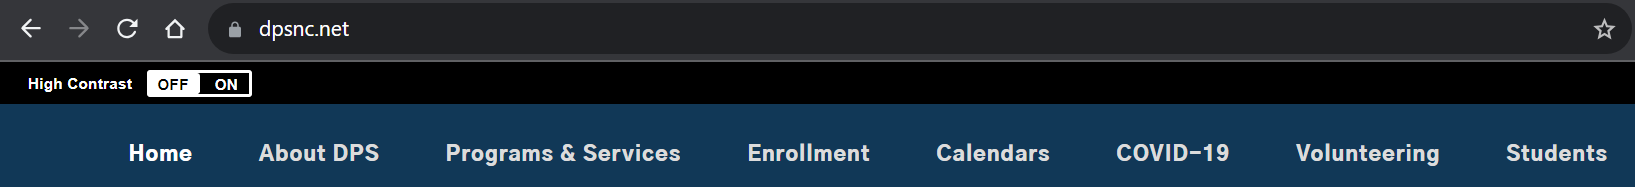 dpsnc.net
High Contrast OFF ON
Home About DPS Programs & Services Enrollment Calendars COVID-19 Volunteering Students